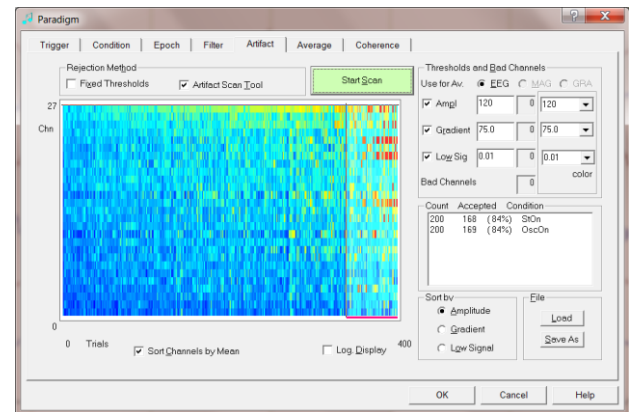 Paradigm
Trigger Condition Epoch Filter Artifact Average Coherence
Rejection Method
Fixed Thresholds
Artifact Scan Tool
Start Scan
27
Chn
0
0 Trials 400
Sort Channels by Mean
Log. Display
Thresholds and Bad Channels
Use for Av. EEG MAG GRA
Ampl 120 0 120
Gradient 75.0 0 75.0
Low Sig 0.01 0 0.01
Bad Channels 0 color
Count Accepted Condition
200 168 (84%) StOn
200 169 (84%) OscOn
Sort by
Amplitude
Gradient
Low Signal
File
Load
Save As
OK Cancel Help